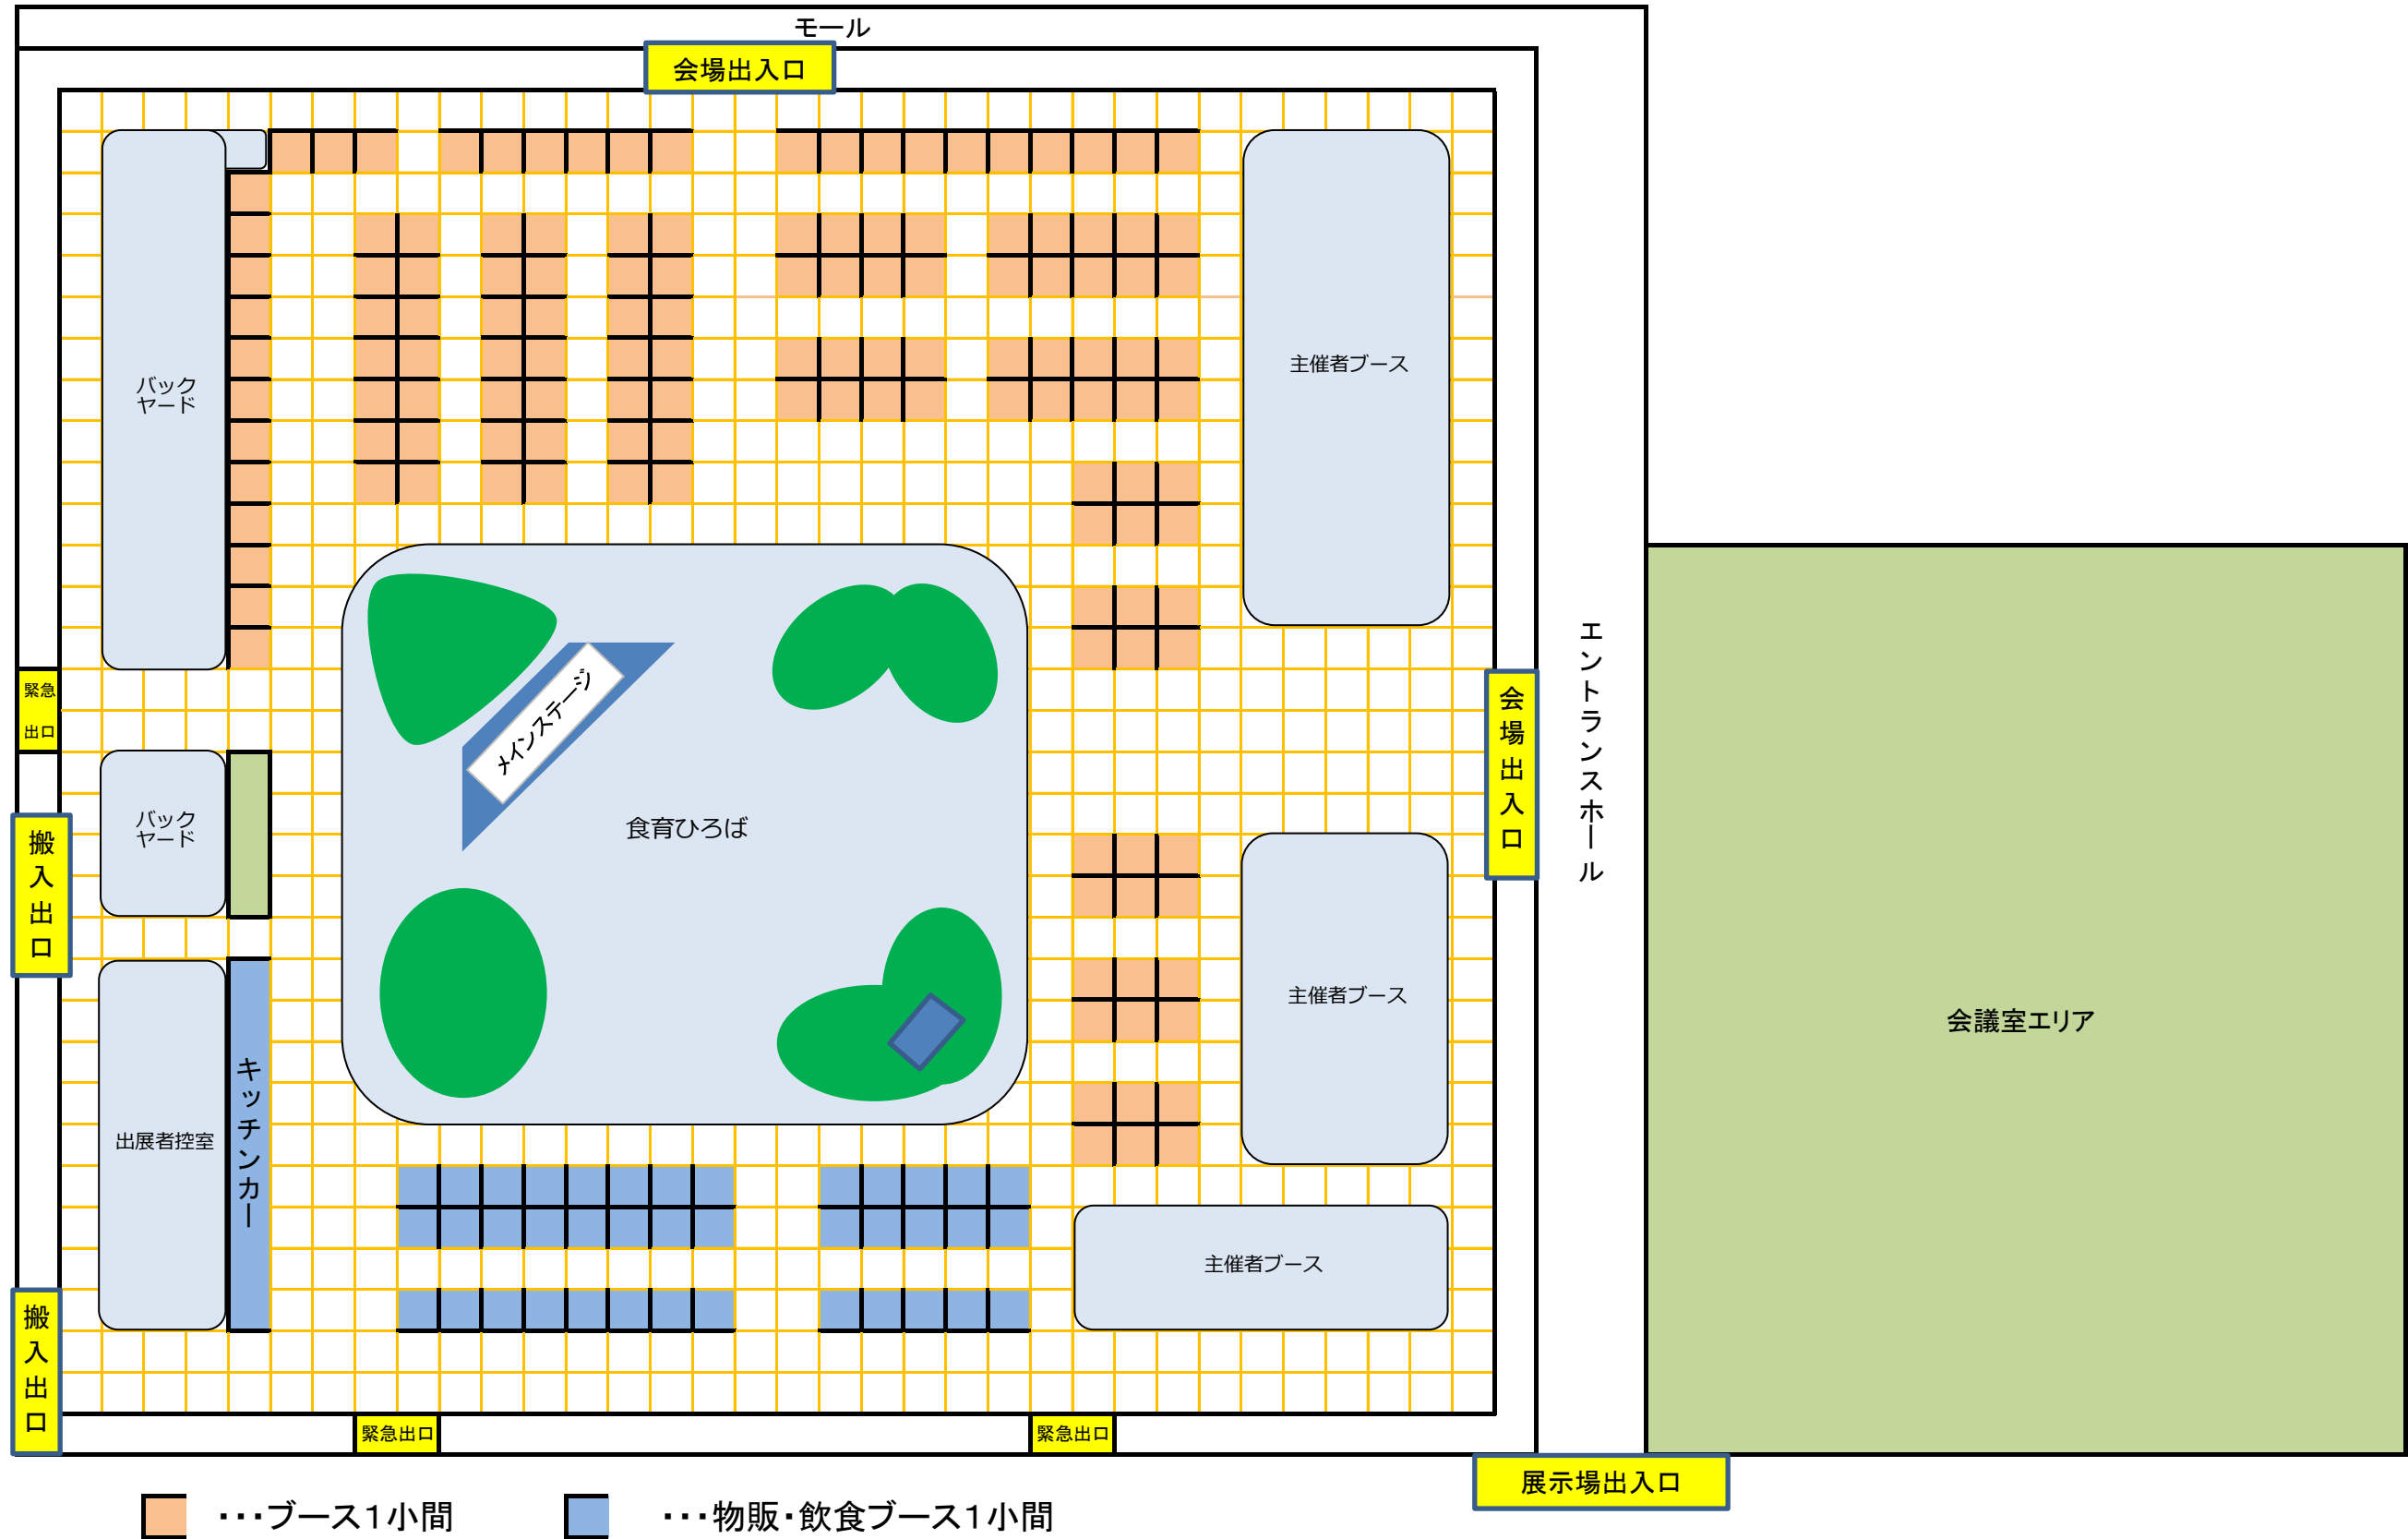 モール
会場出入口
バック
ヤード
主催者ブース
エントランスホール
緊急
出口
会場出入口
メインステージ
バック
ヤード
食育ひろば
搬入出口
主催者ブース
会議室エリア
キッチンカー
出展者控室
主催者ブース
搬入出口
緊急出口
緊急出口
展示場出入口
・・・ブース１小間
・・・物販・飲食ブース１小間